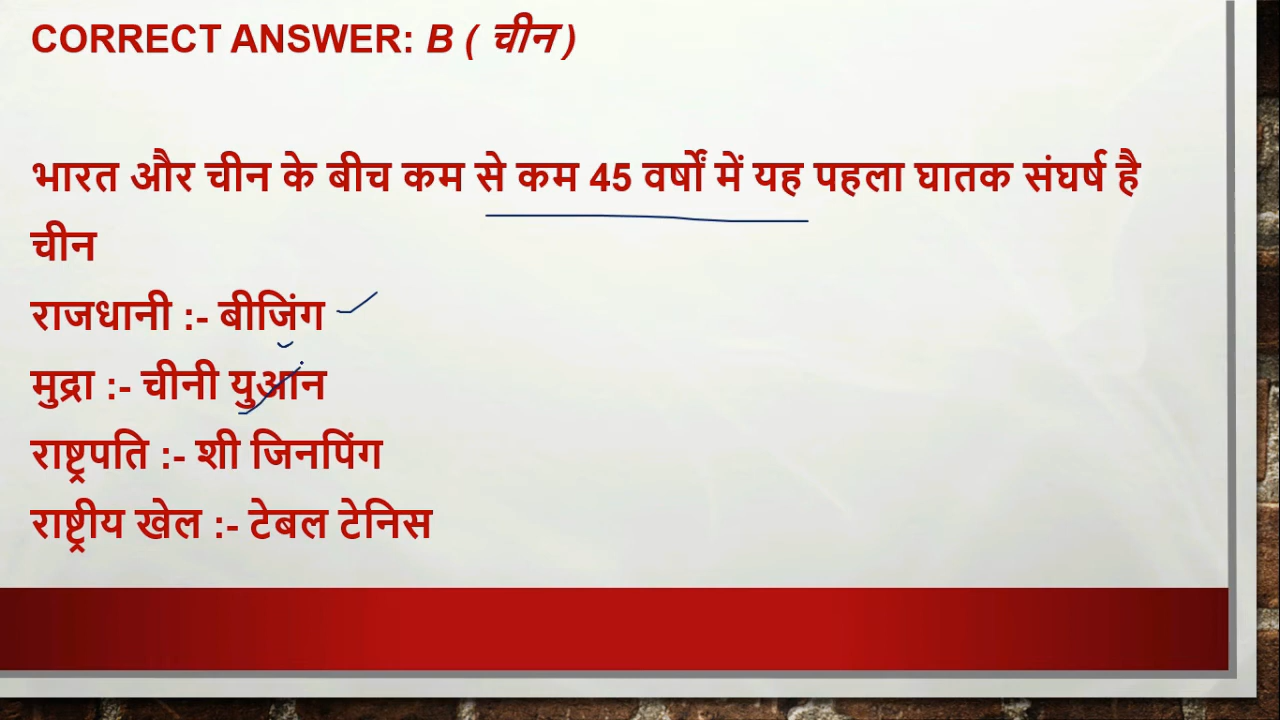 CORRECT ANSWER: B ( चीन )
भारत और चीन के बीच कम से कम 45 वर्षों में यह पहला घातक संघर्ष है
चीन
राजधानी :- बीजिंग
मुद्रा :- चीनी युआन
राष्ट्रपति :- शी जिनपिंग
राष्ट्रीय खेल :- टेबल टेनिस